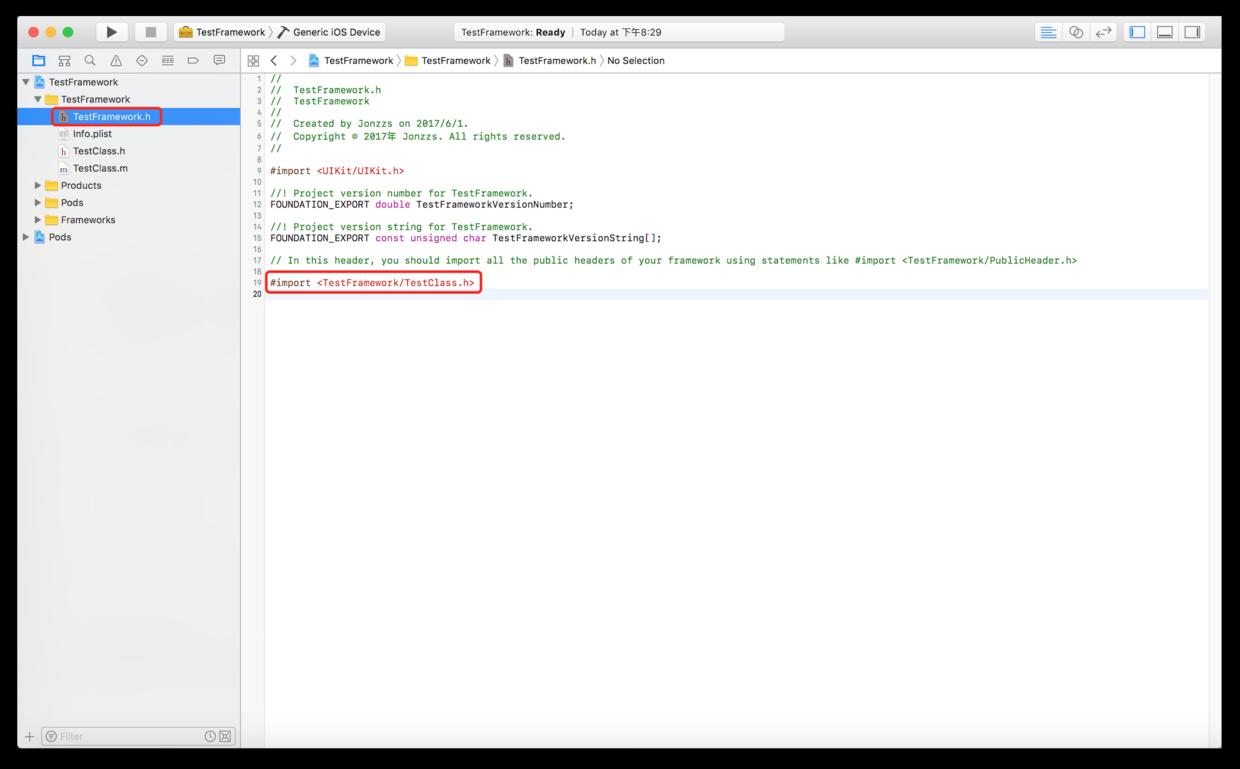 TestFramework
Generic iOS Device
TestFramework: Ready | Today at 下午8:29
TestFramework
TestFramework
TestFramework.h
No Selection
TestFramework
TestFramework
h TestFramework.h
Info.plist
h TestClass.h
m TestClass.m
Products
Pods
Frameworks
Pods
1 //
2 //  TestFramework.h
3 //  TestFramework
4 //
5 //  Created by Jonzzs on 2017/6/1.
6 //  Copyright © 2017年 Jonzzs. All rights reserved.
7 //
8
9 #import <UIKit/UIKit.h>
10
11 //! Project version number for TestFramework.
12 FOUNDATION_EXPORT double TestFrameworkVersionNumber;
13
14 //! Project version string for TestFramework.
15 FOUNDATION_EXPORT const unsigned char TestFrameworkVersionString[];
16
17 // In this header, you should import all the public headers of your framework using statements like #import <TestFramework/PublicHeader.h>
18
19 #import <TestFramework/TestClass.h>
20
Filter